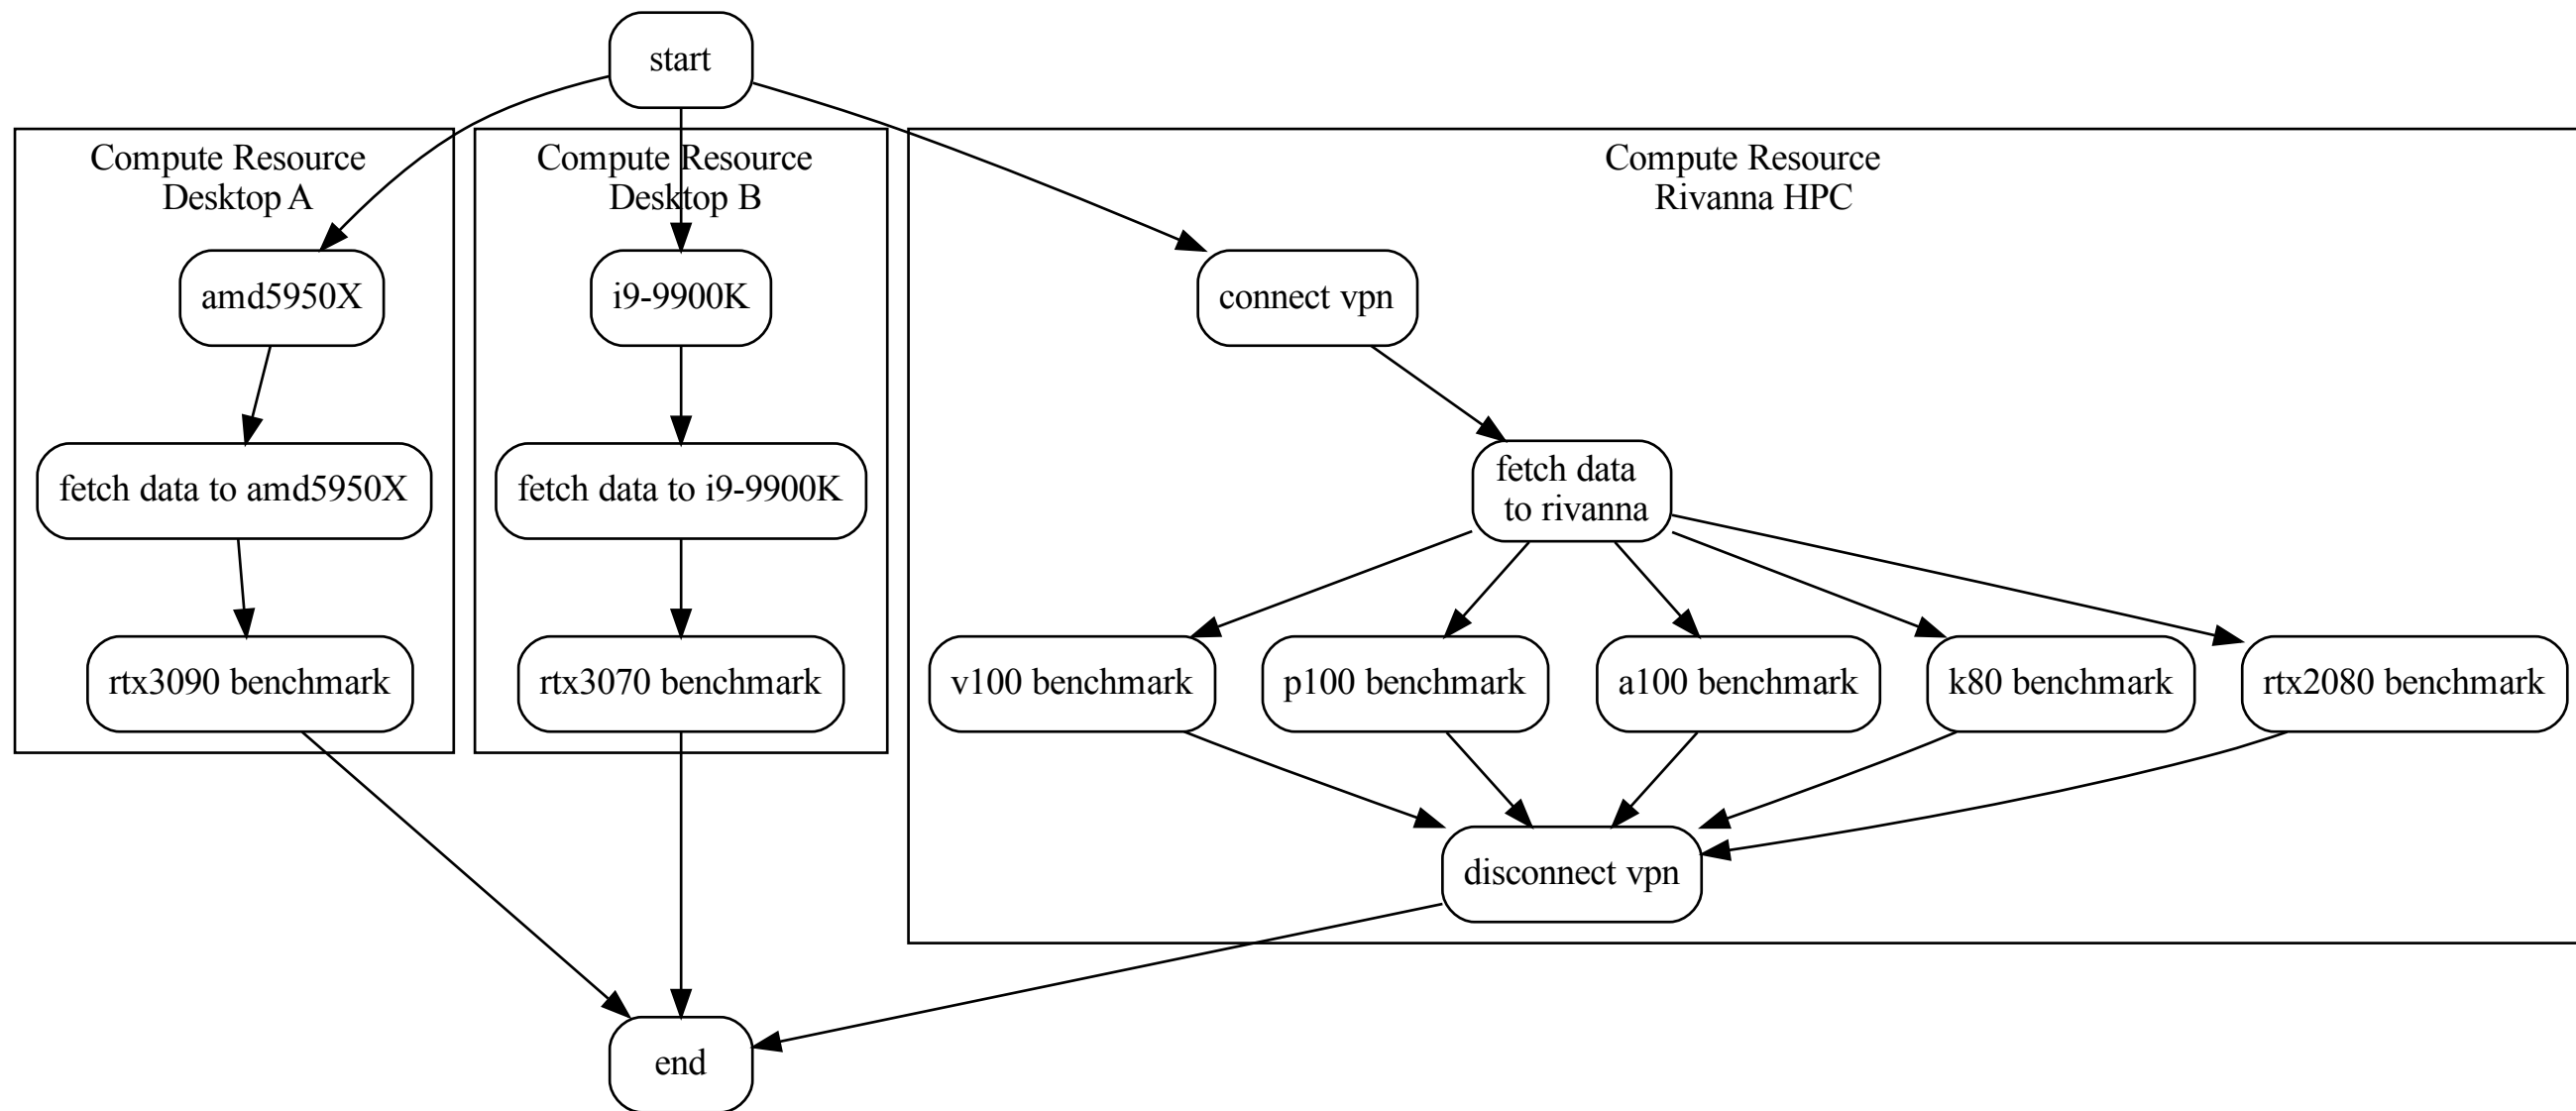 start
Compute Resource
Desktop A
amd5950X
fetch data to amd5950X
rtx3090 benchmark
Compute Resource
Desktop B
i9-9900K
fetch data to i9-9900K
rtx3070 benchmark
Compute Resource
Rivanna HPC
connect vpn
fetch data
to rivanna
v100 benchmark
p100 benchmark
a100 benchmark
k80 benchmark
rtx2080 benchmark
disconnect vpn
end